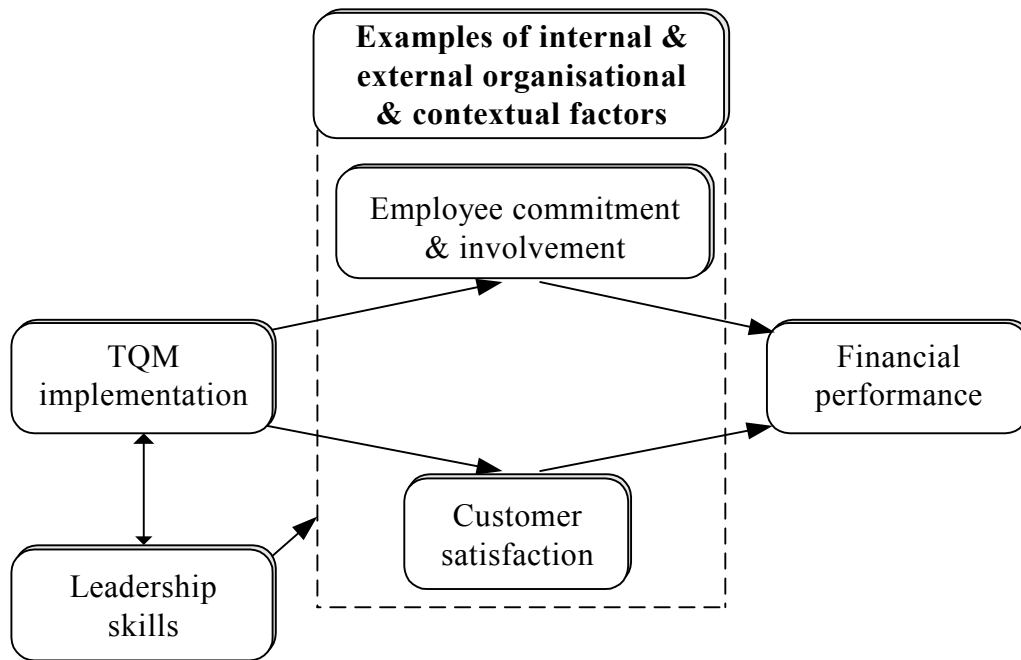 Examples of internal &
external organisational
& contextual factors
Employee commitment
& involvement
TQM
implementation
Financial
performance
Customer
satisfaction
Leadership
skills